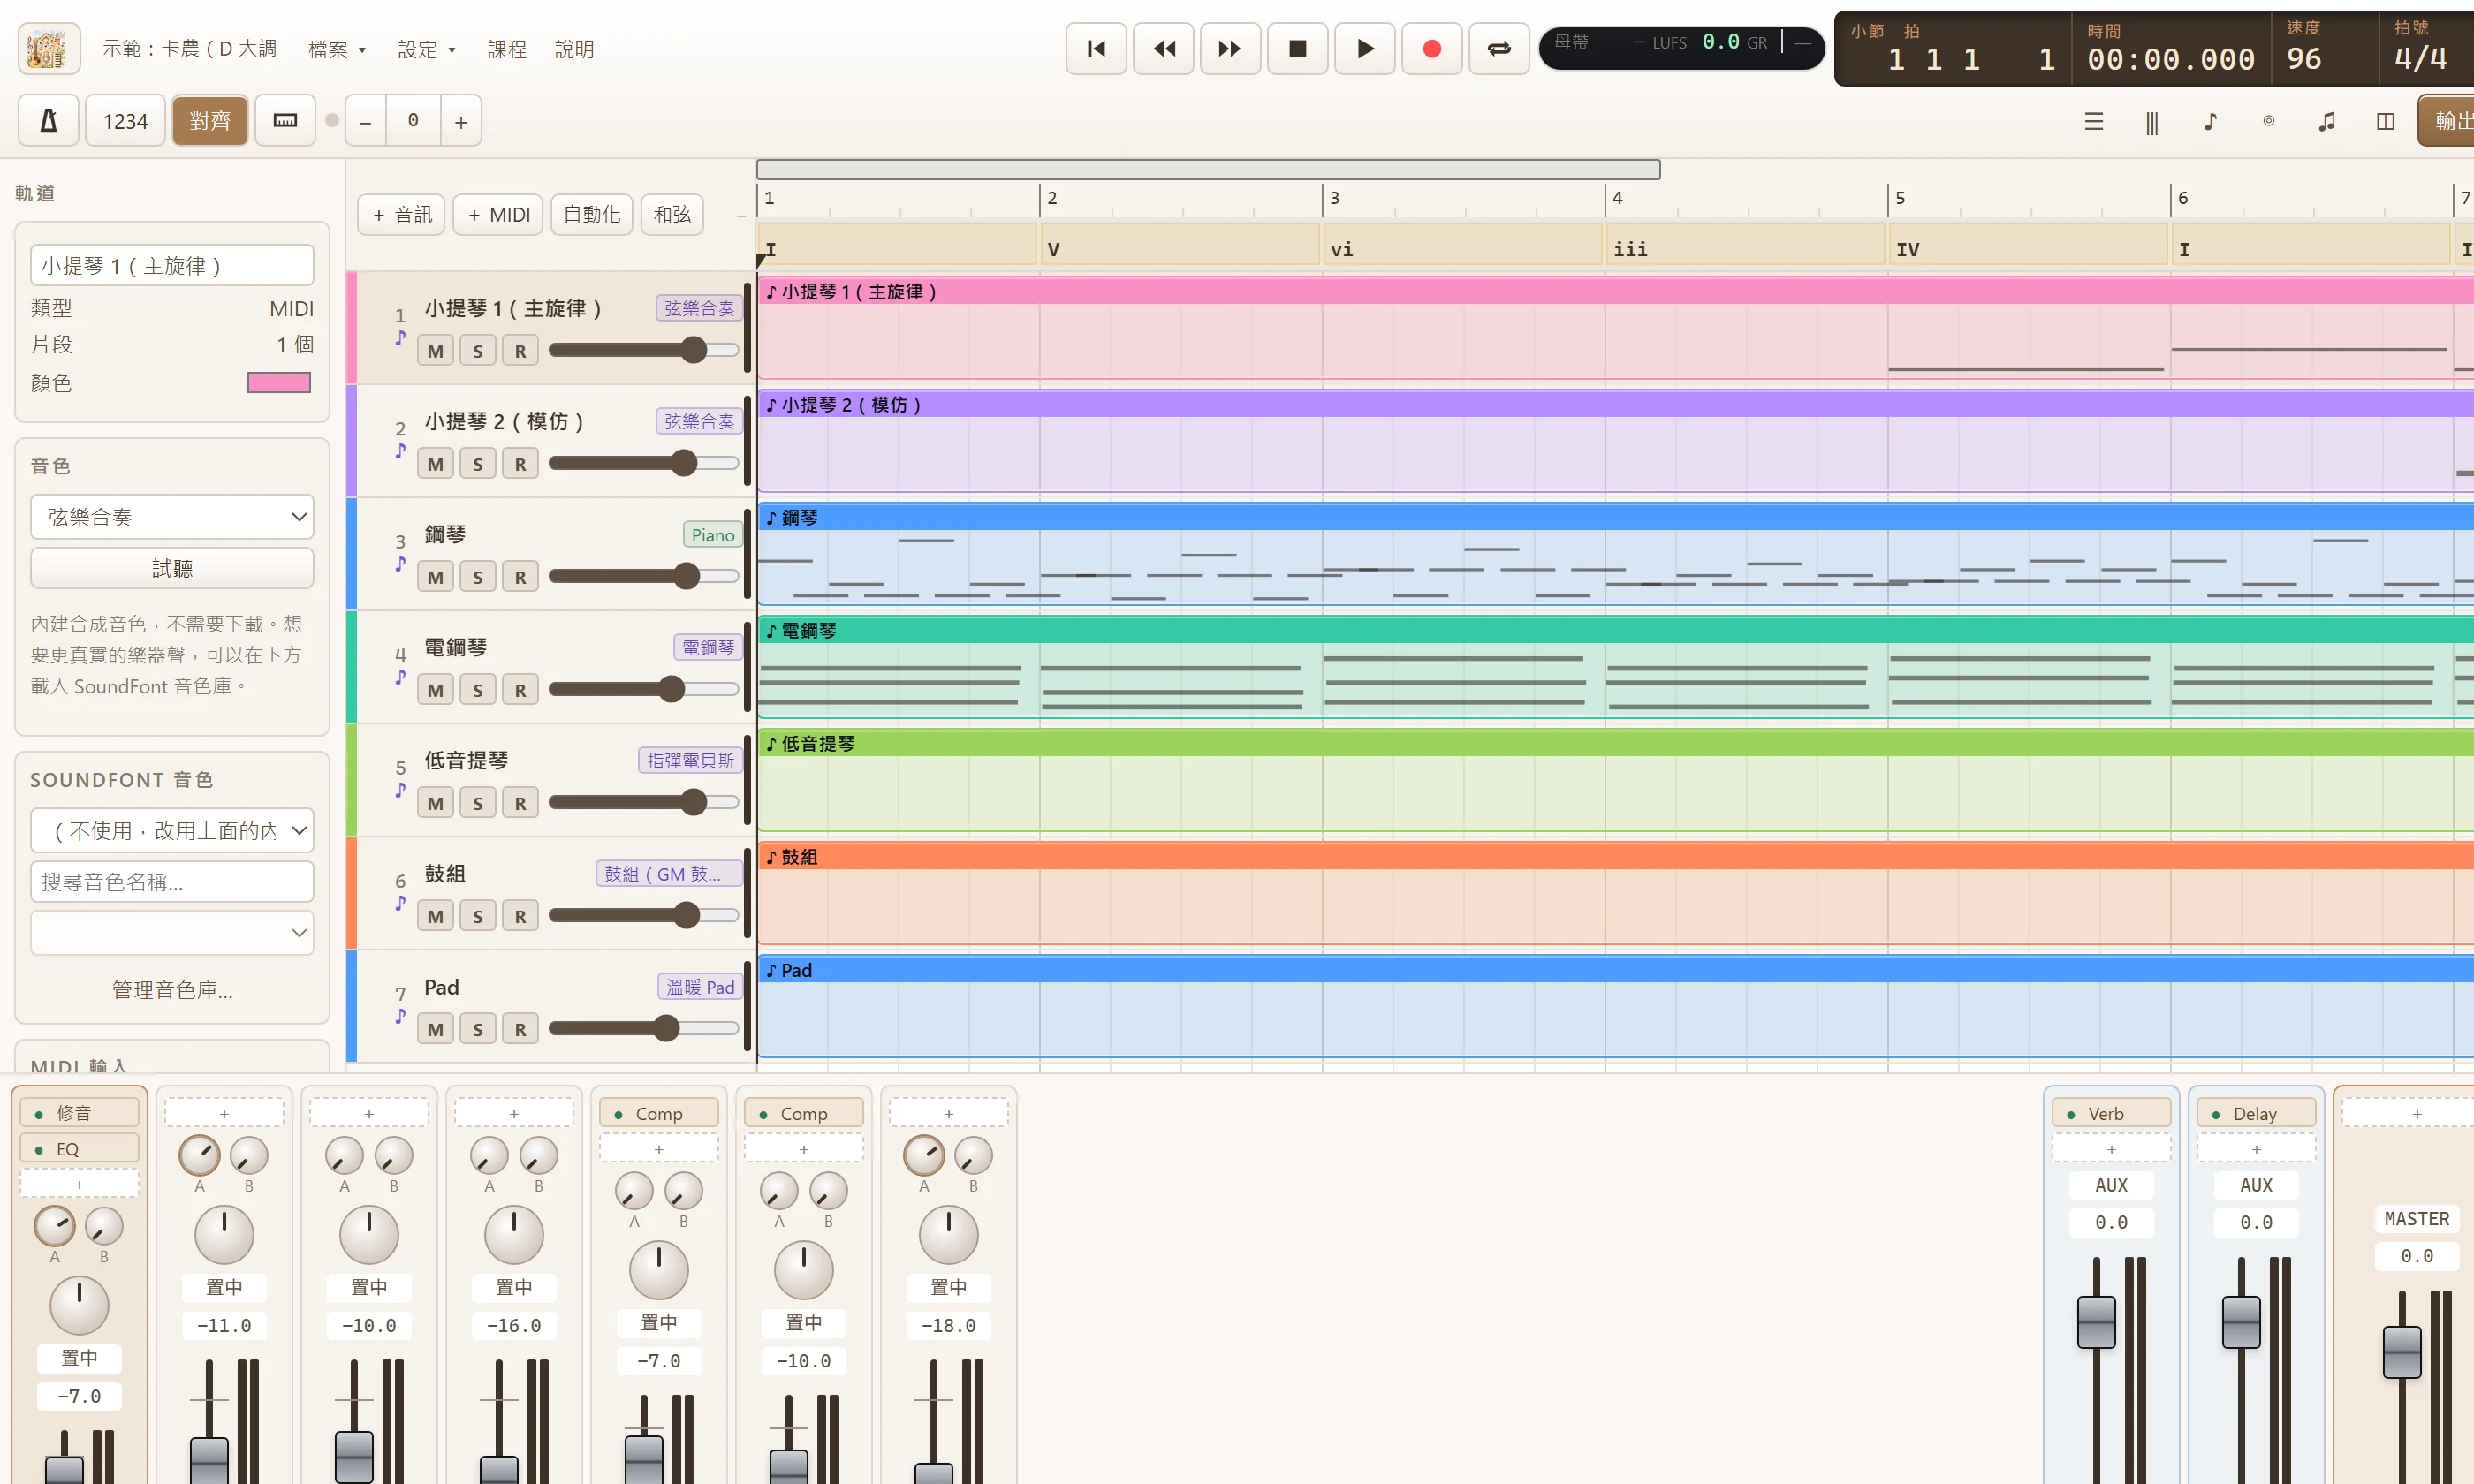 示範：卡農（D 大調
檔案 ▾
設定 ▾
課程
說明
母帶
— LUFS
0.0 GR
—
小節 拍
1 1 1 1
時間
00:00.000
速度
96
拍號
4/4
1234
對齊
−
0
+
輸出
軌道
小提琴 1（主旋律）
類型 MIDI
片段 1 個
顏色
音色
弦樂合奏
試聽
內建合成音色，不需要下載。想
要更真實的樂器聲，可以在下方
載入 SoundFont 音色庫。
SOUNDFONT 音色
（不使用，改用上面的內
搜尋音色名稱...
管理音色庫...
MIDI 輸入
+ 音訊
+ MIDI
自動化
和弦
−
1 2 3 4 5 6 7
I V vi iii IV I
1 小提琴 1（主旋律） 弦樂合奏
M S R
2 小提琴 2（模仿） 弦樂合奏
M S R
3 鋼琴 Piano
M S R
4 電鋼琴 電鋼琴
M S R
5 低音提琴 指彈電貝斯
M S R
6 鼓組 鼓組（GM 鼓...
M S R
7 Pad 溫暖 Pad
M S R
♪ 小提琴 1（主旋律）
♪ 小提琴 2（模仿）
♪ 鋼琴
♪ 電鋼琴
♪ 低音提琴
♪ 鼓組
♪ Pad
修音
EQ
+
A B
置中
−7.0
+
A B
置中
−11.0
+
A B
置中
−10.0
+
A B
置中
−16.0
Comp
+
A B
置中
−7.0
Comp
+
A B
置中
−10.0
+
A B
置中
−18.0
Verb
+
AUX
0.0
Delay
+
AUX
0.0
+
MASTER
0.0